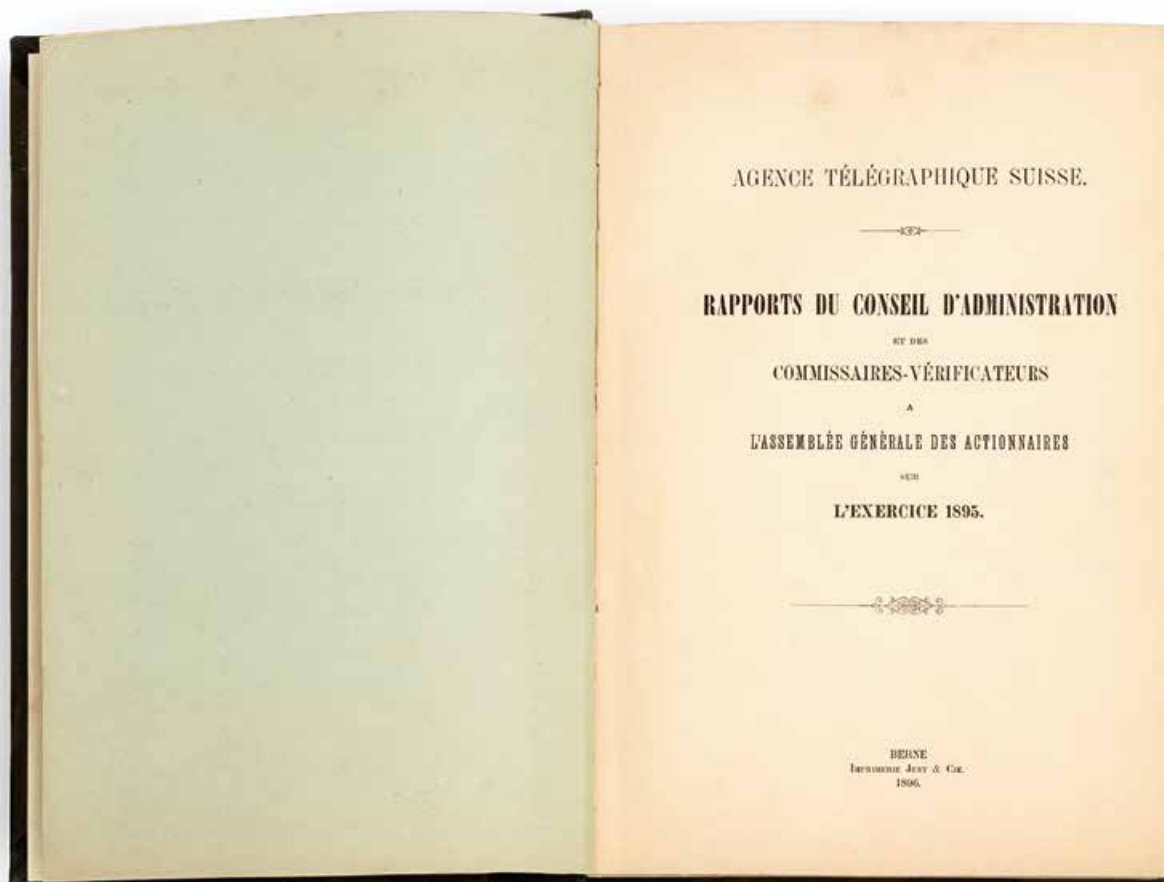 AGENCE TÉLÉGRAPHIQUE SUISSE.
RAPPORTS DU CONSEIL D'ADMINISTRATION
ET DES
COMMISSAIRES-VÉRIFICATEURS
A
L'ASSEMBLÉE GÉNÉRALE DES ACTIONNAIRES
SUR
L'EXERCICE 1895.
BERNE
IMPRIMERIE JENT & CIE.
1896.